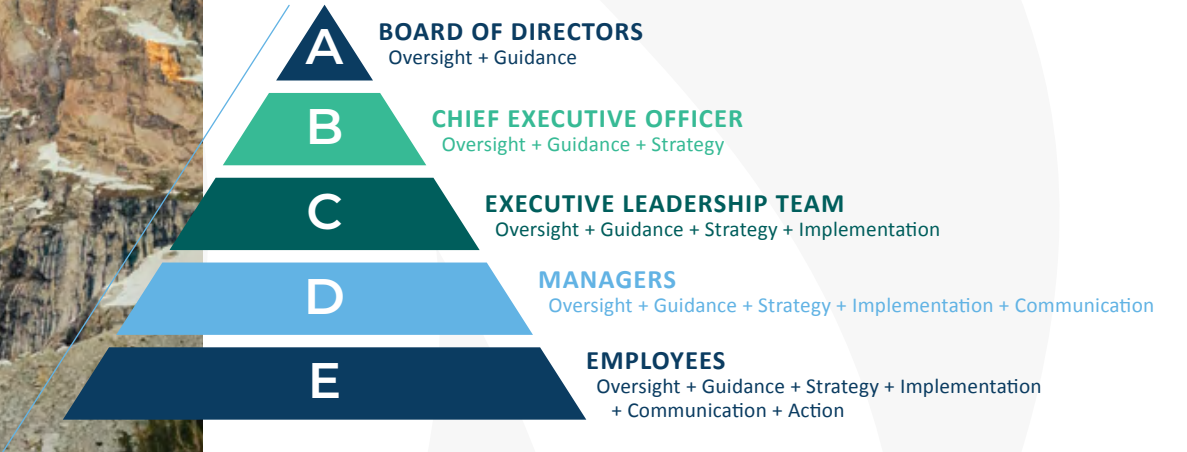 A
BOARD OF DIRECTORS
Oversight + Guidance
B
CHIEF EXECUTIVE OFFICER
Oversight + Guidance + Strategy
C
EXECUTIVE LEADERSHIP TEAM
Oversight + Guidance + Strategy + Implementation
D
MANAGERS
Oversight + Guidance + Strategy + Implementation + Communication
E
EMPLOYEES
Oversight + Guidance + Strategy + Implementation
+ Communication + Action